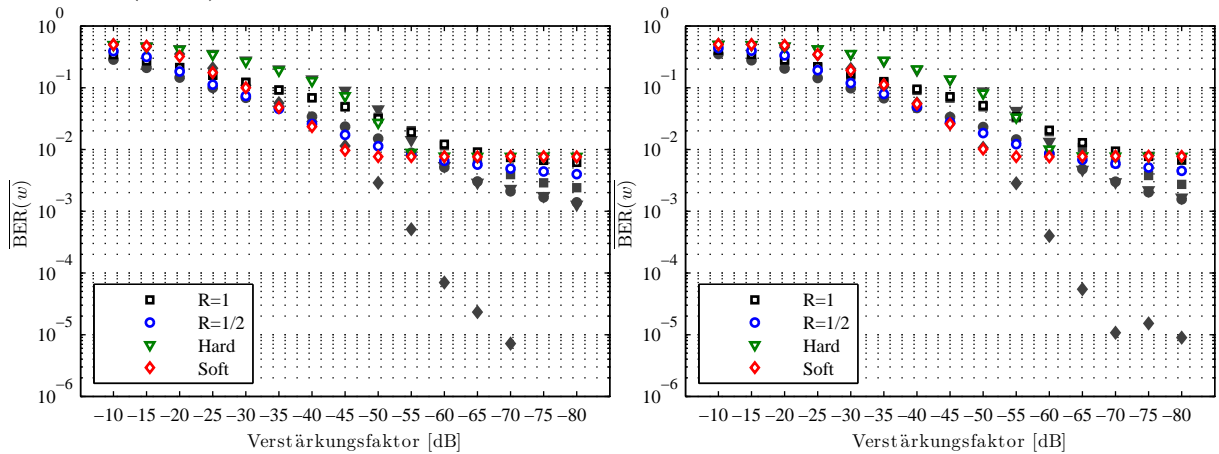 10^0
10^−1
10^−2
10^−3
10^−4
10^−5
10^−6
BER(w)
R=1
R=1/2
Hard
Soft
−10 −15 −20 −25 −30 −35 −40 −45 −50 −55 −60 −65 −70 −75 −80
Verstärkungsfaktor [dB]
10^0
10^−1
10^−2
10^−3
10^−4
10^−5
10^−6
BER(w)
R=1
R=1/2
Hard
Soft
−10 −15 −20 −25 −30 −35 −40 −45 −50 −55 −60 −65 −70 −75 −80
Verstärkungsfaktor [dB]